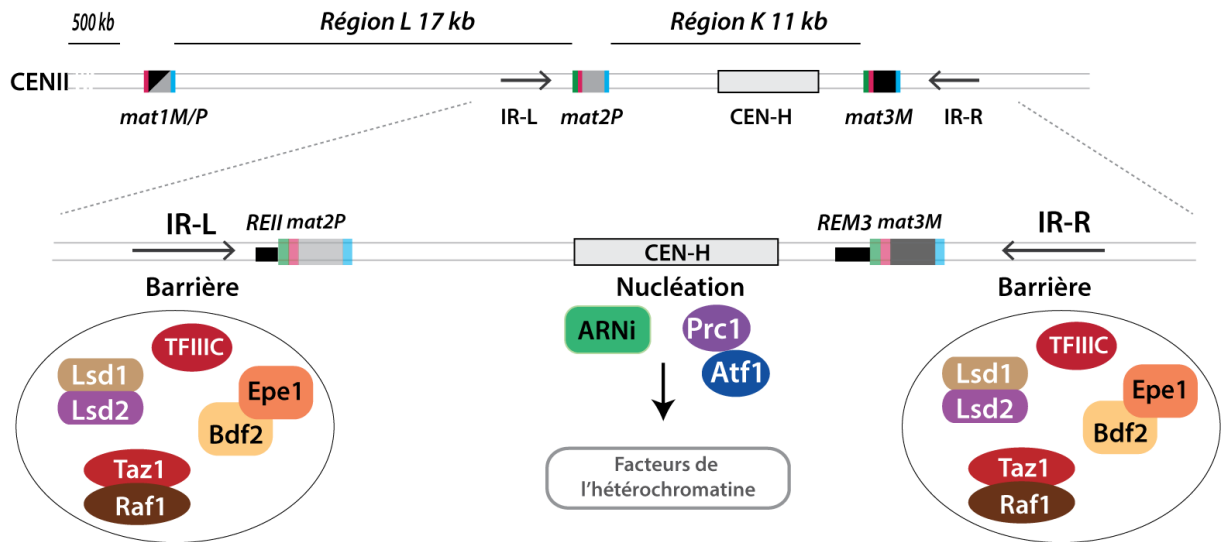 500 kb
Région L 17 kb
Région K 11 kb
CENII
mat1M/P
IR-L
mat2P
CEN-H
mat3M
IR-R
IR-L
REII mat2P
CEN-H
REM3 mat3M
IR-R
Barrière
Nucléation
Barrière
TFIIIC
Lsd1
Lsd2
Epe1
Bdf2
Taz1
Raf1
ARNi
Prc1
Atf1
Facteurs de
l'hétérochromatine
TFIIIC
Lsd1
Lsd2
Epe1
Bdf2
Taz1
Raf1